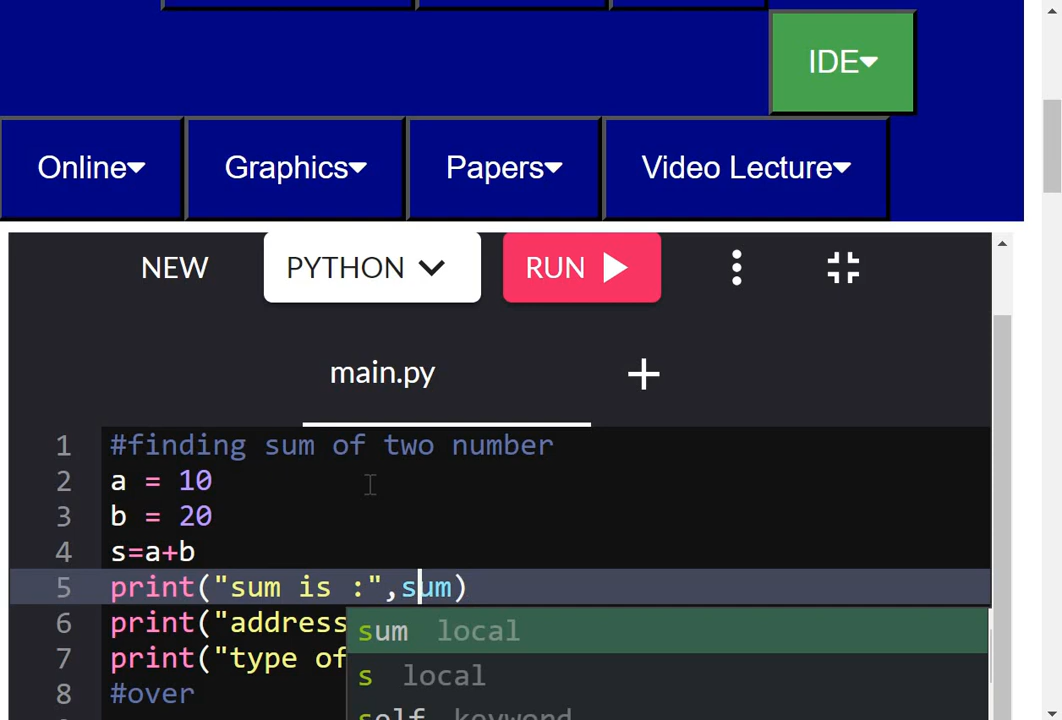 IDE
Online Graphics Papers Video Lecture
NEW PYTHON RUN
main.py
1 #finding sum of two number
2 a = 10
3 b = 20
4 s=a+b
5 print("sum is :",sum)
6 print("address
7 print("type of
8 #over
sum local
s local
self keyword